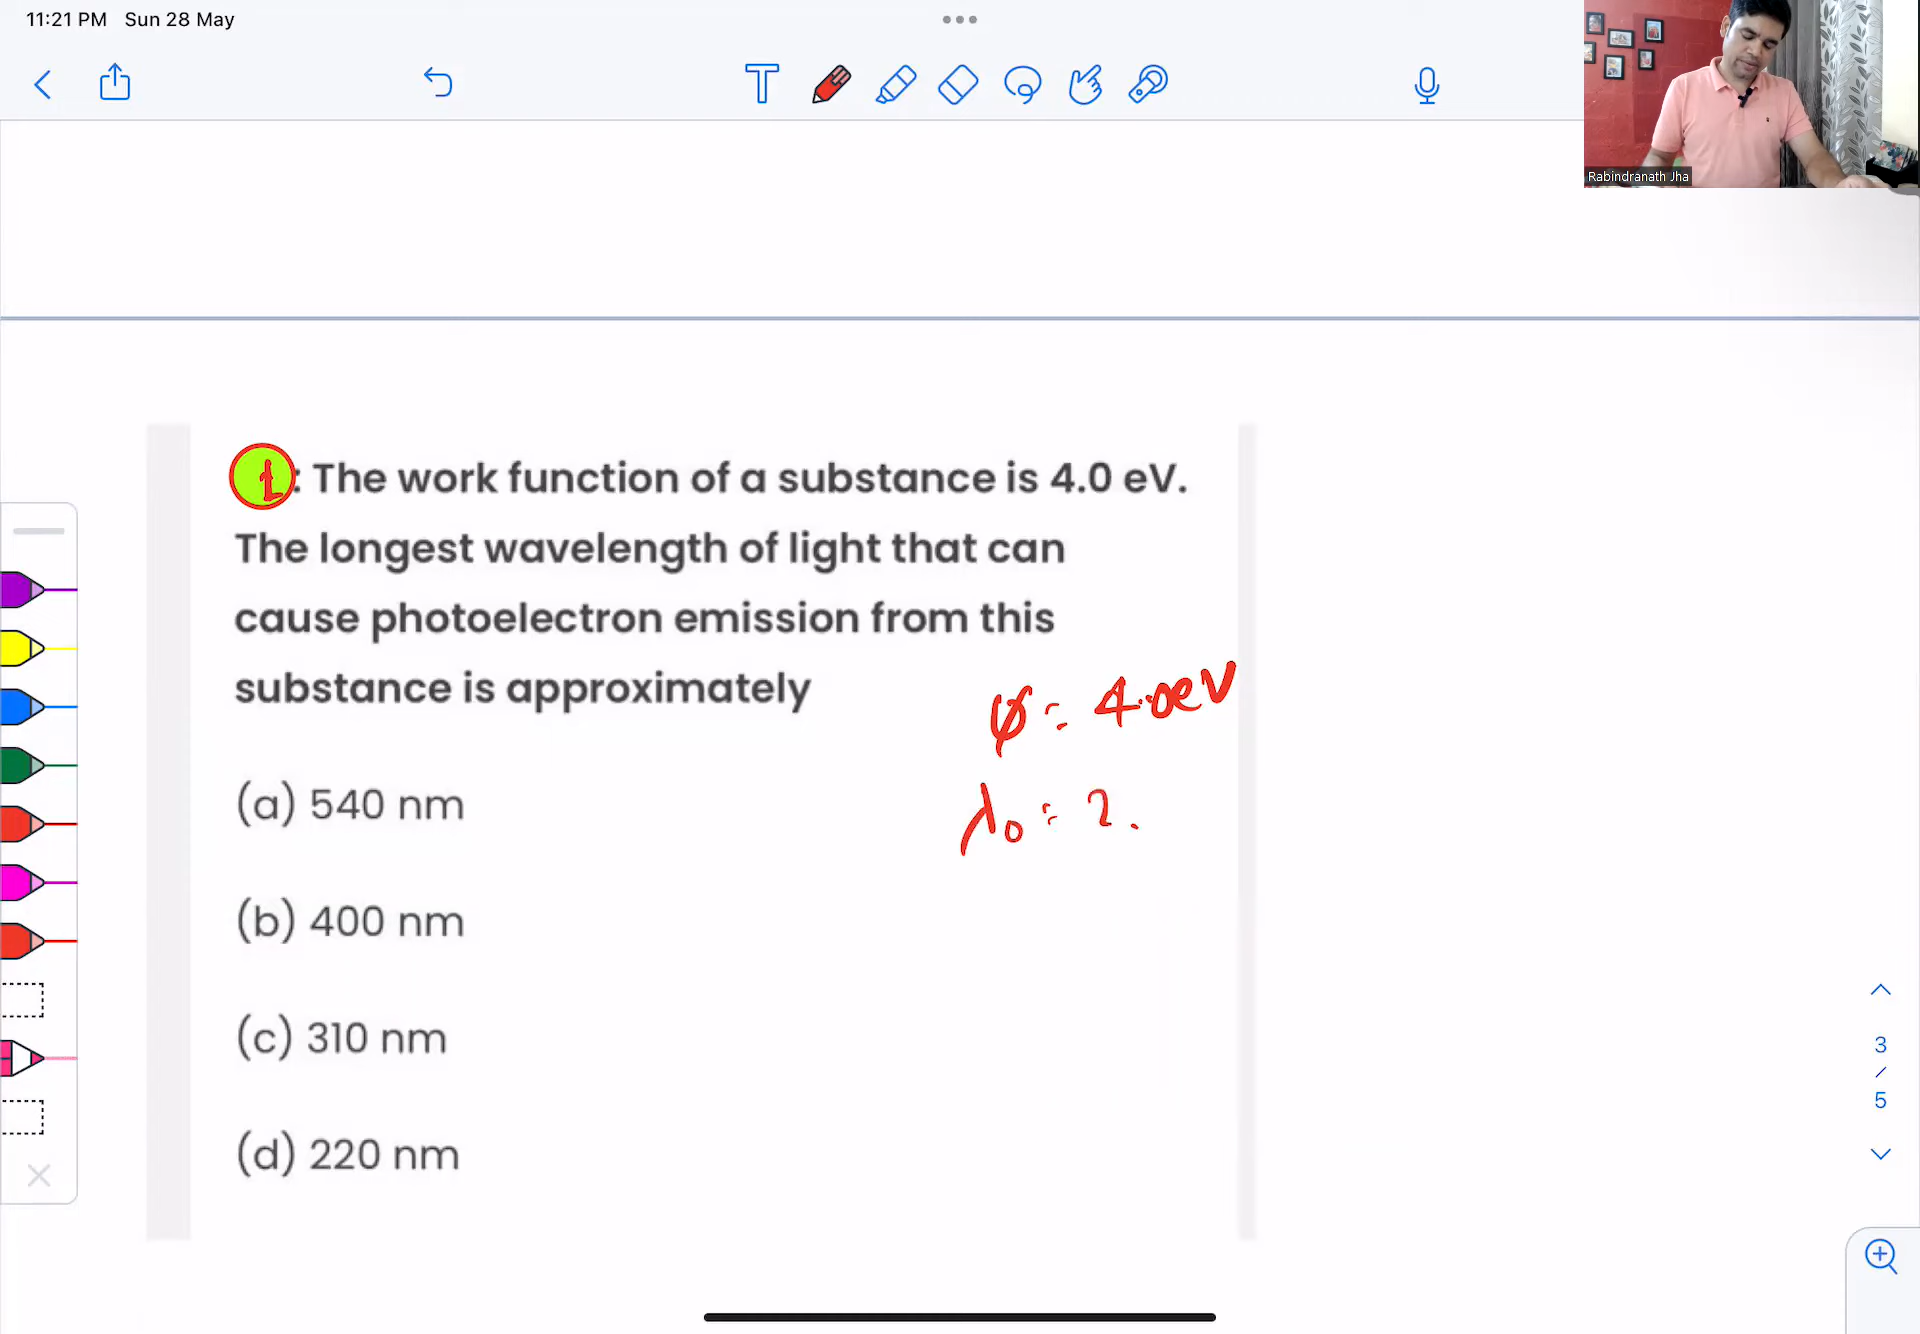 11:21 PM Sun 28 May
T
Rabindranath Jha
1: The work function of a substance is 4.0 eV.
The longest wavelength of light that can
cause photoelectron emission from this
substance is approximately
ϕ = 4.0eV
λ₀ = ?
(a) 540 nm
(b) 400 nm
(c) 310 nm
(d) 220 nm
3
/
5